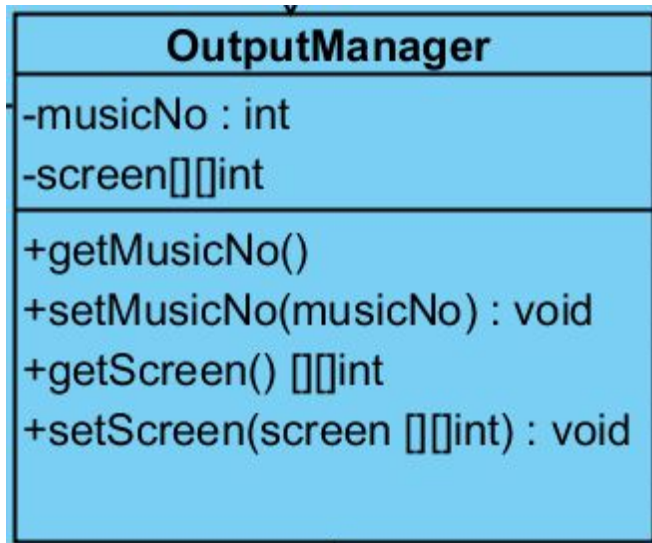 OutputManager
-musicNo : int
-screen[][]int
+getMusicNo()
+setMusicNo(musicNo) : void
+getScreen() [][]int
+setScreen(screen [][]int) : void